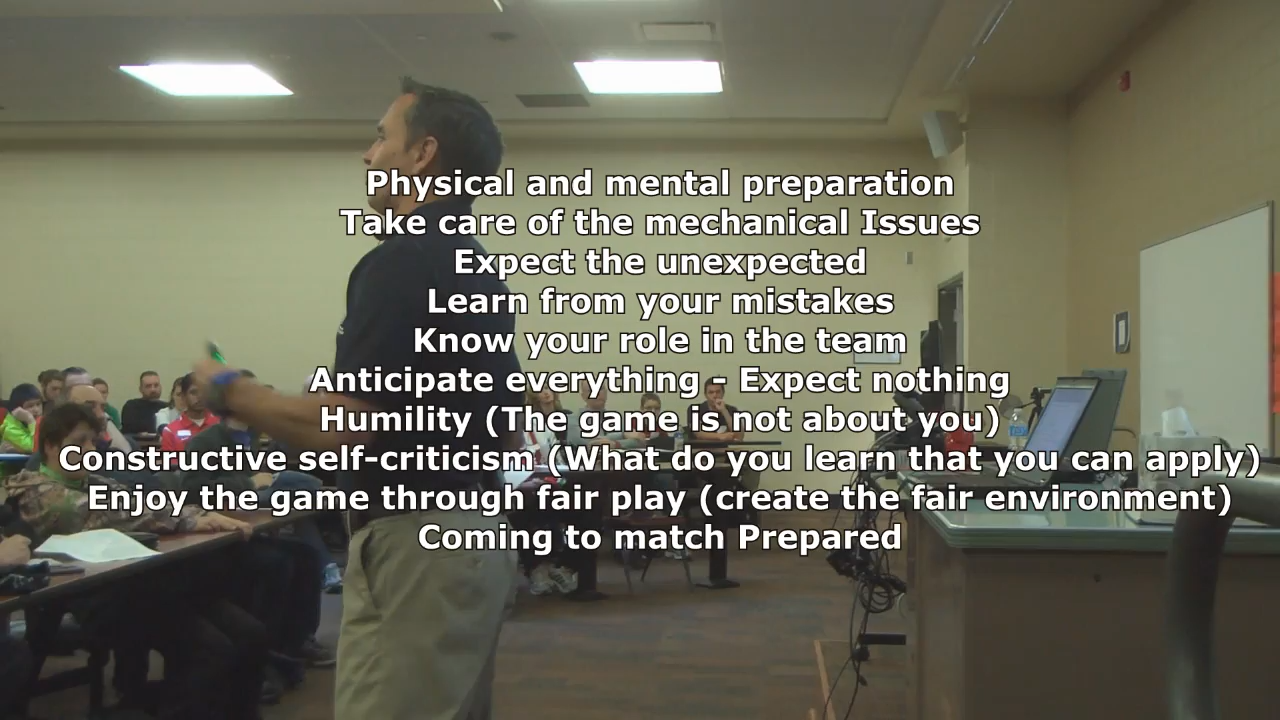 Physical and mental preparation
Take care of the mechanical Issues
Expect the unexpected
Learn from your mistakes
Know your role in the team
Anticipate everything - Expect nothing
Humility (The game is not about you)
Constructive self-criticism (What do you learn that you can apply)
Enjoy the game through fair play (create the fair environment)
Coming to match Prepared